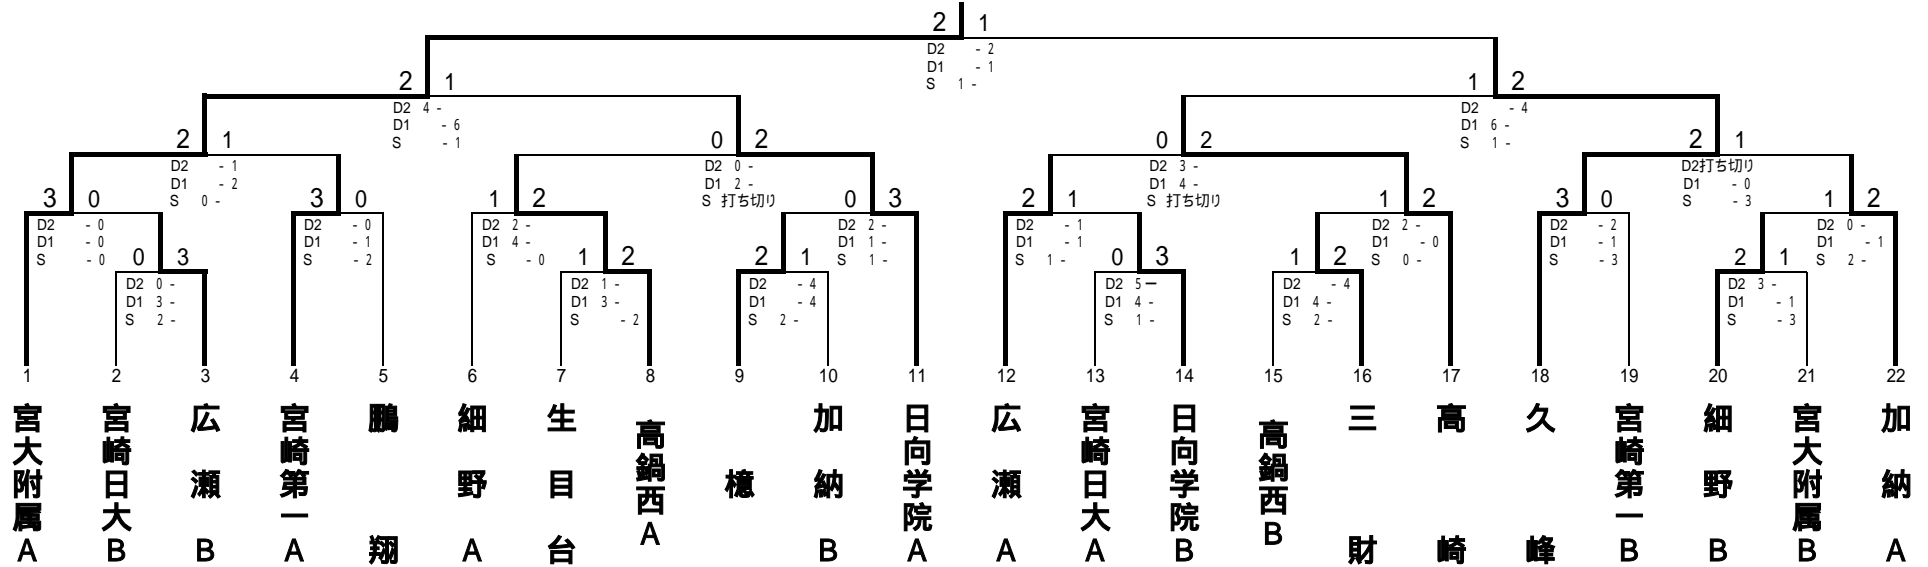 2 1
D2 - 2
D1 - 1
S 1 -
2 1
D2 4 -
D1 - 6
S - 1
1 2
D2 - 4
D1 6 -
S 1 -
2 1
D2 - 1
D1 - 2
S 0 -
0 2
D2 0 -
D1 2 -
S 打ち切り
0 2
D2 3 -
D1 4 -
S 打ち切り
2 1
D2打ち切り
D1 - 0
S - 3
3 0
D2 - 0
D1 - 0
S - 0
3 0
D2 - 0
D1 - 1
S - 2
1 2
D2 2 -
D1 4 -
S - 0
0 3
D2 2 -
D1 1 -
S 1 -
2 1
D2 - 1
D1 - 1
S 1 -
1 2
D2 2 -
D1 - 0
S 0 -
3 0
D2 - 2
D1 - 1
S - 3
1 2
D2 0 -
D1 - 1
S 2 -
0 3
D2 0 -
D1 3 -
S 2 -
1 2
D2 1 -
D1 3 -
S - 2
2 1
D2 - 4
D1 - 4
S 2 -
0 3
D2 5 -
D1 4 -
S 1 -
1 2
D2 - 4
D1 4 -
S 2 -
2 1
D2 3 -
D1 - 1
S - 3
1 2 3 4 5 6 7 8 9 10 11 12 13 14 15 16 17 18 19 20 21 22
宮大附属A
宮崎日大B
広瀬B
宮崎第一A
鵬翔
細野A
生目台
高鍋西A
檍
加納B
日向学院A
広瀬A
宮崎日大A
日向学院B
高鍋西B
三財
高崎
久峰
宮崎第一B
細野B
宮大附属B
加納A